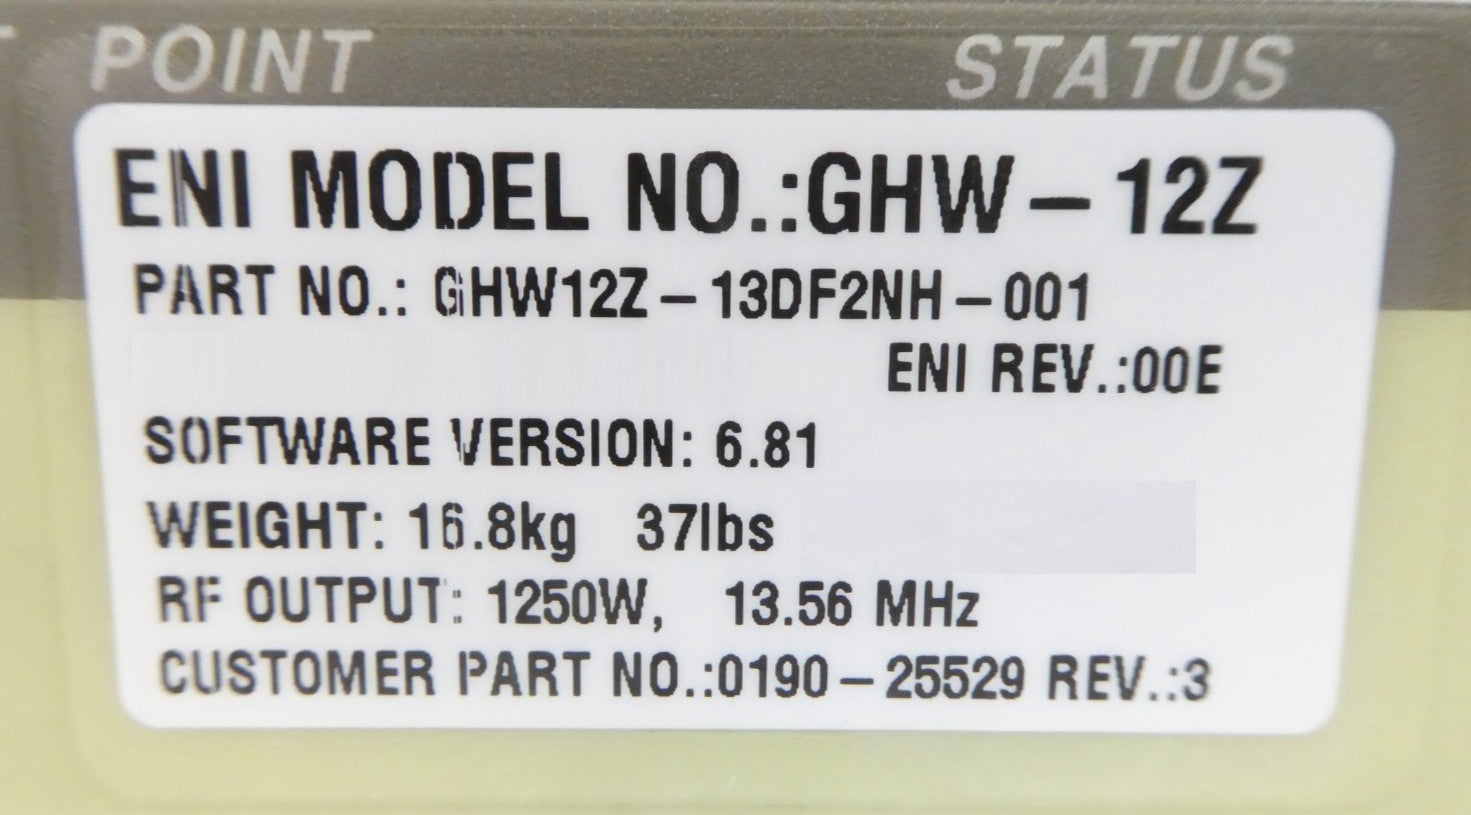 POINT STATUS
ENI MODEL NO.:GHW-12Z
PART NO.: GHW12Z-13DF2NH-001
ENI REV.:00E
SOFTWARE VERSION: 6.81
WEIGHT: 16.8kg 37lbs
RF OUTPUT: 1250W, 13.56 MHz
CUSTOMER PART NO.:0190-25529 REV.:3